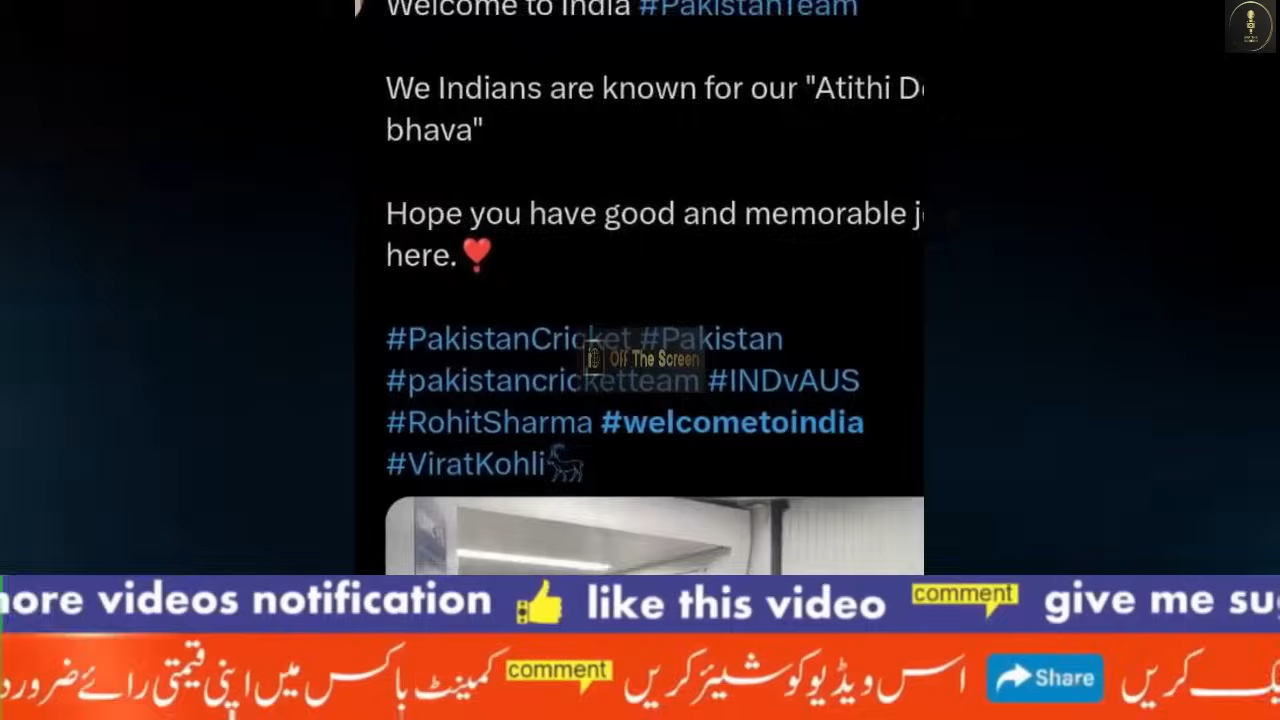 Welcome to India #PakistanTeam
We Indians are known for our "Atithi D
bhava"
Hope you have good and memorable j
here.❣️
#PakistanCricket #Pakistan
#pakistancricketteam #INDvAUS
#RohitSharma #welcometoindia
#ViratKohli
Off The Screen
more videos notification like this video comment give me su
یک کریں Share اس ویڈیو کو شیئر کریں comment کمینٹ باکس میں اپنی قیمتی رائے ضرور د